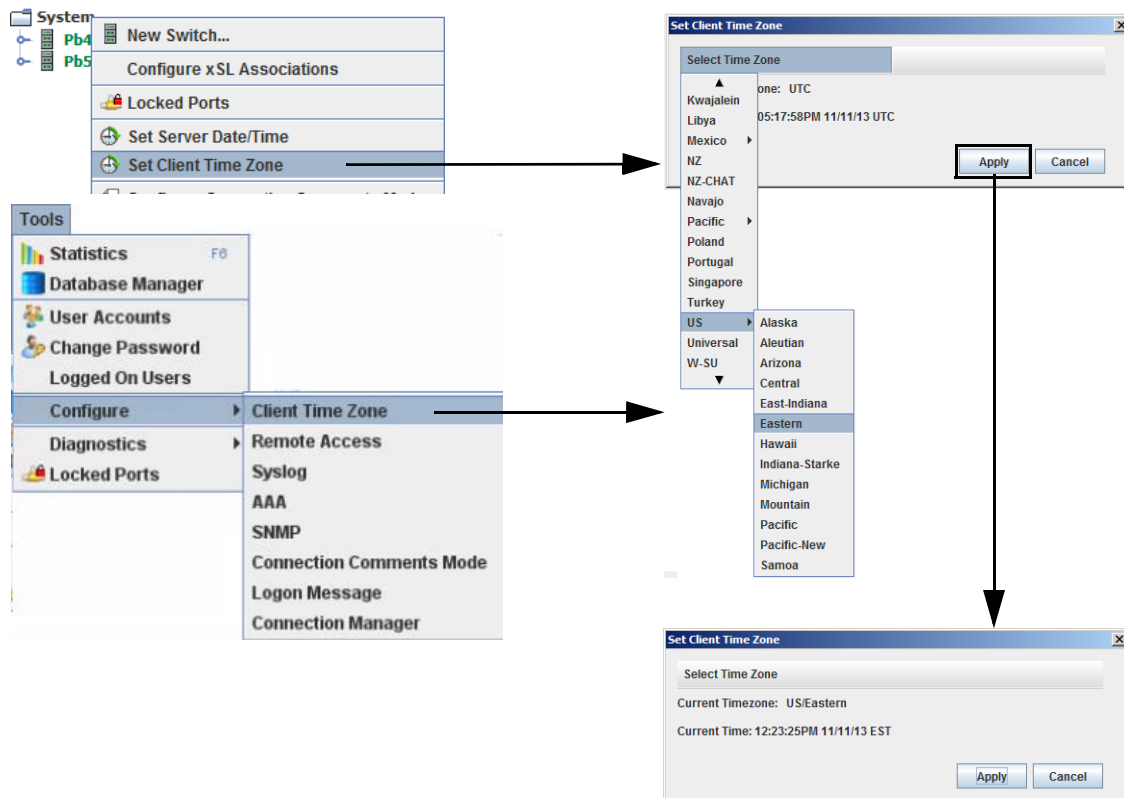 System
Pb4
Pb5
New Switch...
Configure xSL Associations
Locked Ports
Set Server Date/Time
Set Client Time Zone
Tools
Statistics F6
Database Manager
User Accounts
Change Password
Logged On Users
Configure
Diagnostics
Locked Ports
Client Time Zone
Remote Access
Syslog
AAA
SNMP
Connection Comments Mode
Logon Message
Connection Manager
Set Client Time Zone
Select Time Zone
one: UTC
05:17:58PM 11/11/13 UTC
Apply Cancel
Kwajalein
Libya
Mexico
NZ
NZ-CHAT
Navajo
Pacific
Poland
Portugal
Singapore
Turkey
US
Universal
W-SU
Alaska
Aleutian
Arizona
Central
East-Indiana
Eastern
Hawaii
Indiana-Starke
Michigan
Mountain
Pacific
Pacific-New
Samoa
Set Client Time Zone
Select Time Zone
Current Timezone: US/Eastern
Current Time: 12:23:25PM 11/11/13 EST
Apply Cancel